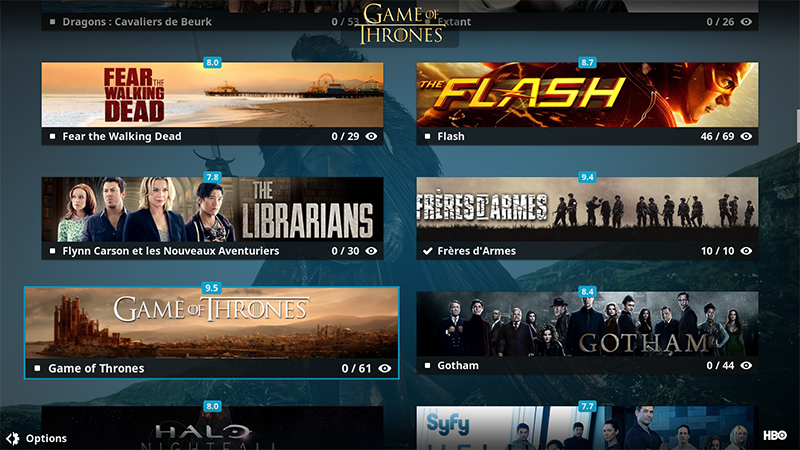 Dragons : Cavaliers de Beurk
0 / 53
GAME OF
THRONES
Extant
0 / 26
8.0
FEAR THE
WALKING
DEAD
Fear the Walking Dead
0 / 29
8.7
THE FLASH
Flash
46 / 69
7.8
THE
LIBRARIANS
Flynn Carson et les Nouveaux Aventuriers
0 / 30
9.4
FRÈRES D'ARMES
Frères d'Armes
10 / 10
9.5
GAME OF THRONES
Game of Thrones
0 / 61
8.4
GOTHAM
Gotham
0 / 44
8.0
HALO
NIGHTFALL
7.7
Syfy
Options
HBO